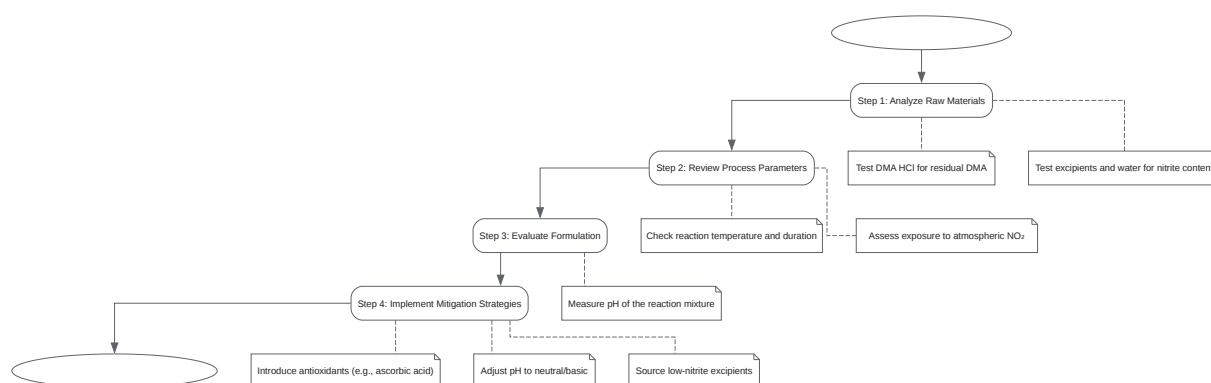 Step 1: Analyze Raw Materials
Test DMA HCl for residual DMA
Test excipients and water for nitrite content
Step 2: Review Process Parameters
Check reaction temperature and duration
Assess exposure to atmospheric NO₂
Step 3: Evaluate Formulation
Measure pH of the reaction mixture
Step 4: Implement Mitigation Strategies
Introduce antioxidants (e.g., ascorbic acid)
Adjust pH to neutral/basic
Source low-nitrite excipients